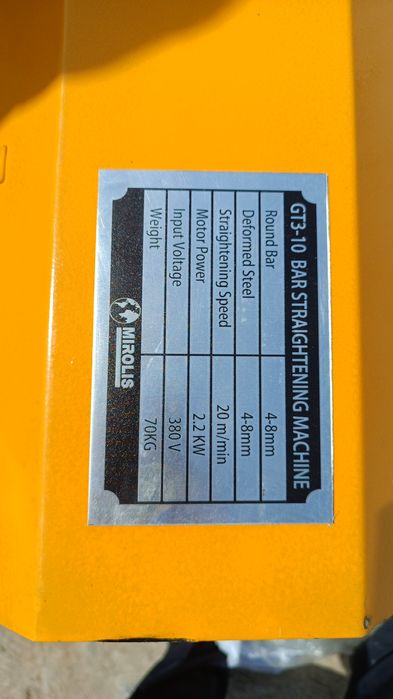 GT3-10 BAR STRAIGHTENING MACHINE
Round Bar 4-8mm
Deformed Steel 4-8mm
Straightening Speed 20 m/min
Motor Power 2.2 KW
Input Voltage 380 V
Weight 70KG
MIROLIS